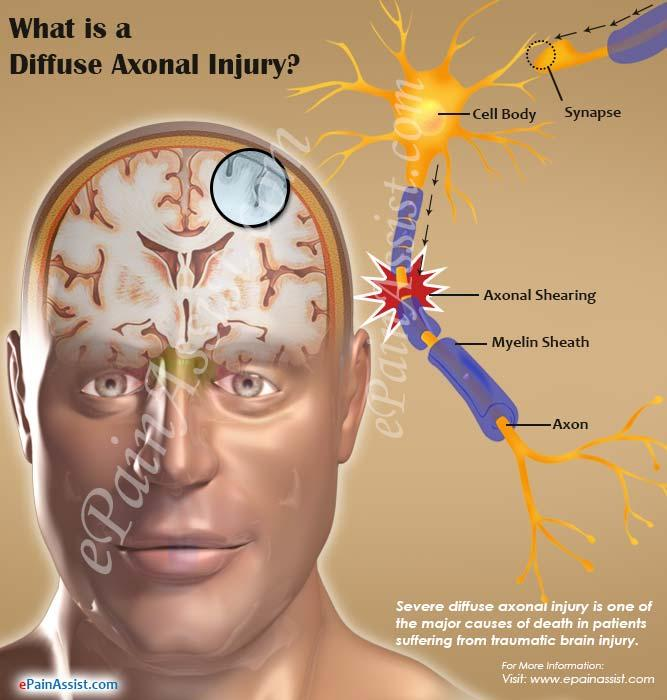 What is a
Diffuse Axonal Injury?
Cell Body
Synapse
Axonal Shearing
Myelin Sheath
Axon
ePainAssist.com
ePainAssist.com
Severe diffuse axonal injury is one of
the major causes of death in patients
suffering from traumatic brain injury.
For More Information:
Visit: www.epainassist.com
ePainAssist.com